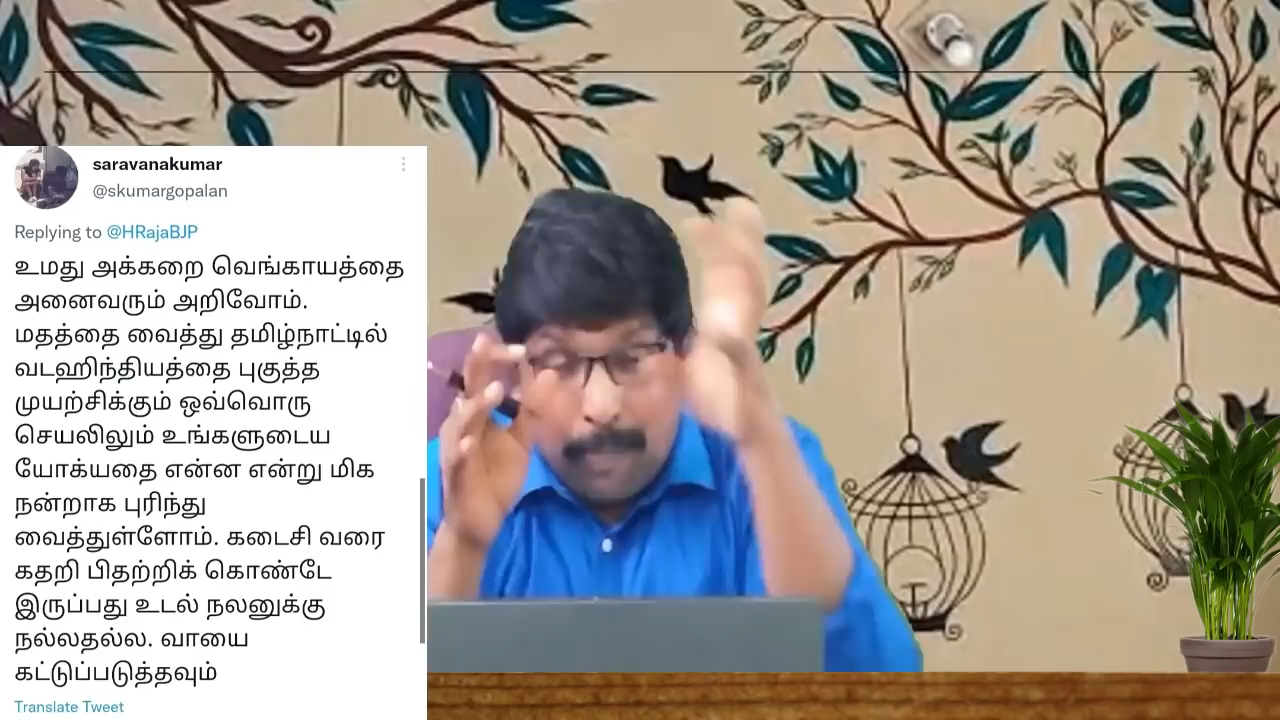 saravanakumar
@skumargopalan
Replying to @HRajaBJP
உமது அக்கறை வெங்காயத்தை
அனைவரும் அறிவோம்.
மதத்தை வைத்து தமிழ்நாட்டில்
வடஹிந்தியத்தை புகுத்த
முயற்சிக்கும் ஒவ்வொரு
செயலிலும் உங்களுடைய
யோக்யதை என்ன என்று மிக
நன்றாக புரிந்து
வைத்துள்ளோம். கடைசி வரை
கதறி பிதற்றிக் கொண்டே
இருப்பது உடல் நலனுக்கு
நல்லதல்ல. வாயை
கட்டுப்படுத்தவும்
Translate Tweet